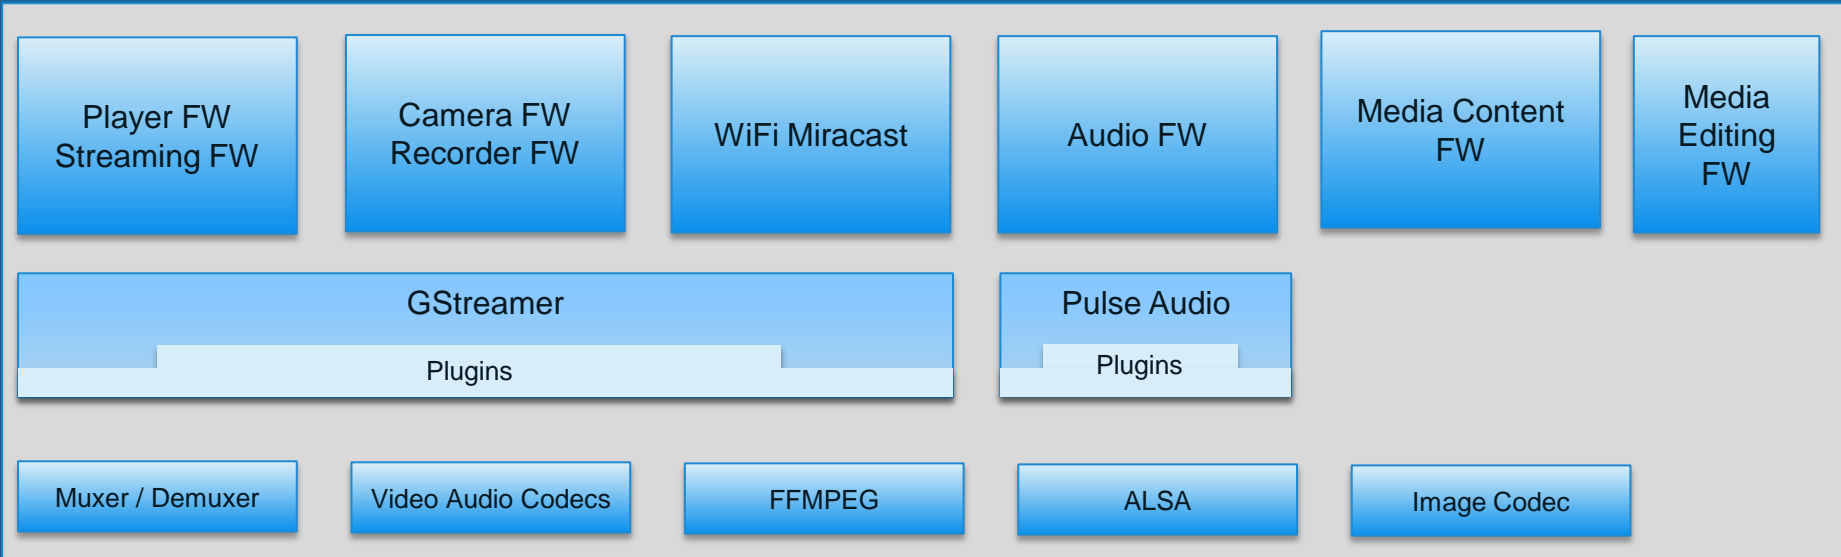 Player FW
Streaming FW
Camera FW
Recorder FW
WiFi Miracast
Audio FW
Media Content
FW
Media
Editing
FW
GStreamer
Plugins
Pulse Audio
Plugins
Muxer / Demuxer
Video Audio Codecs
FFMPEG
ALSA
Image Codec